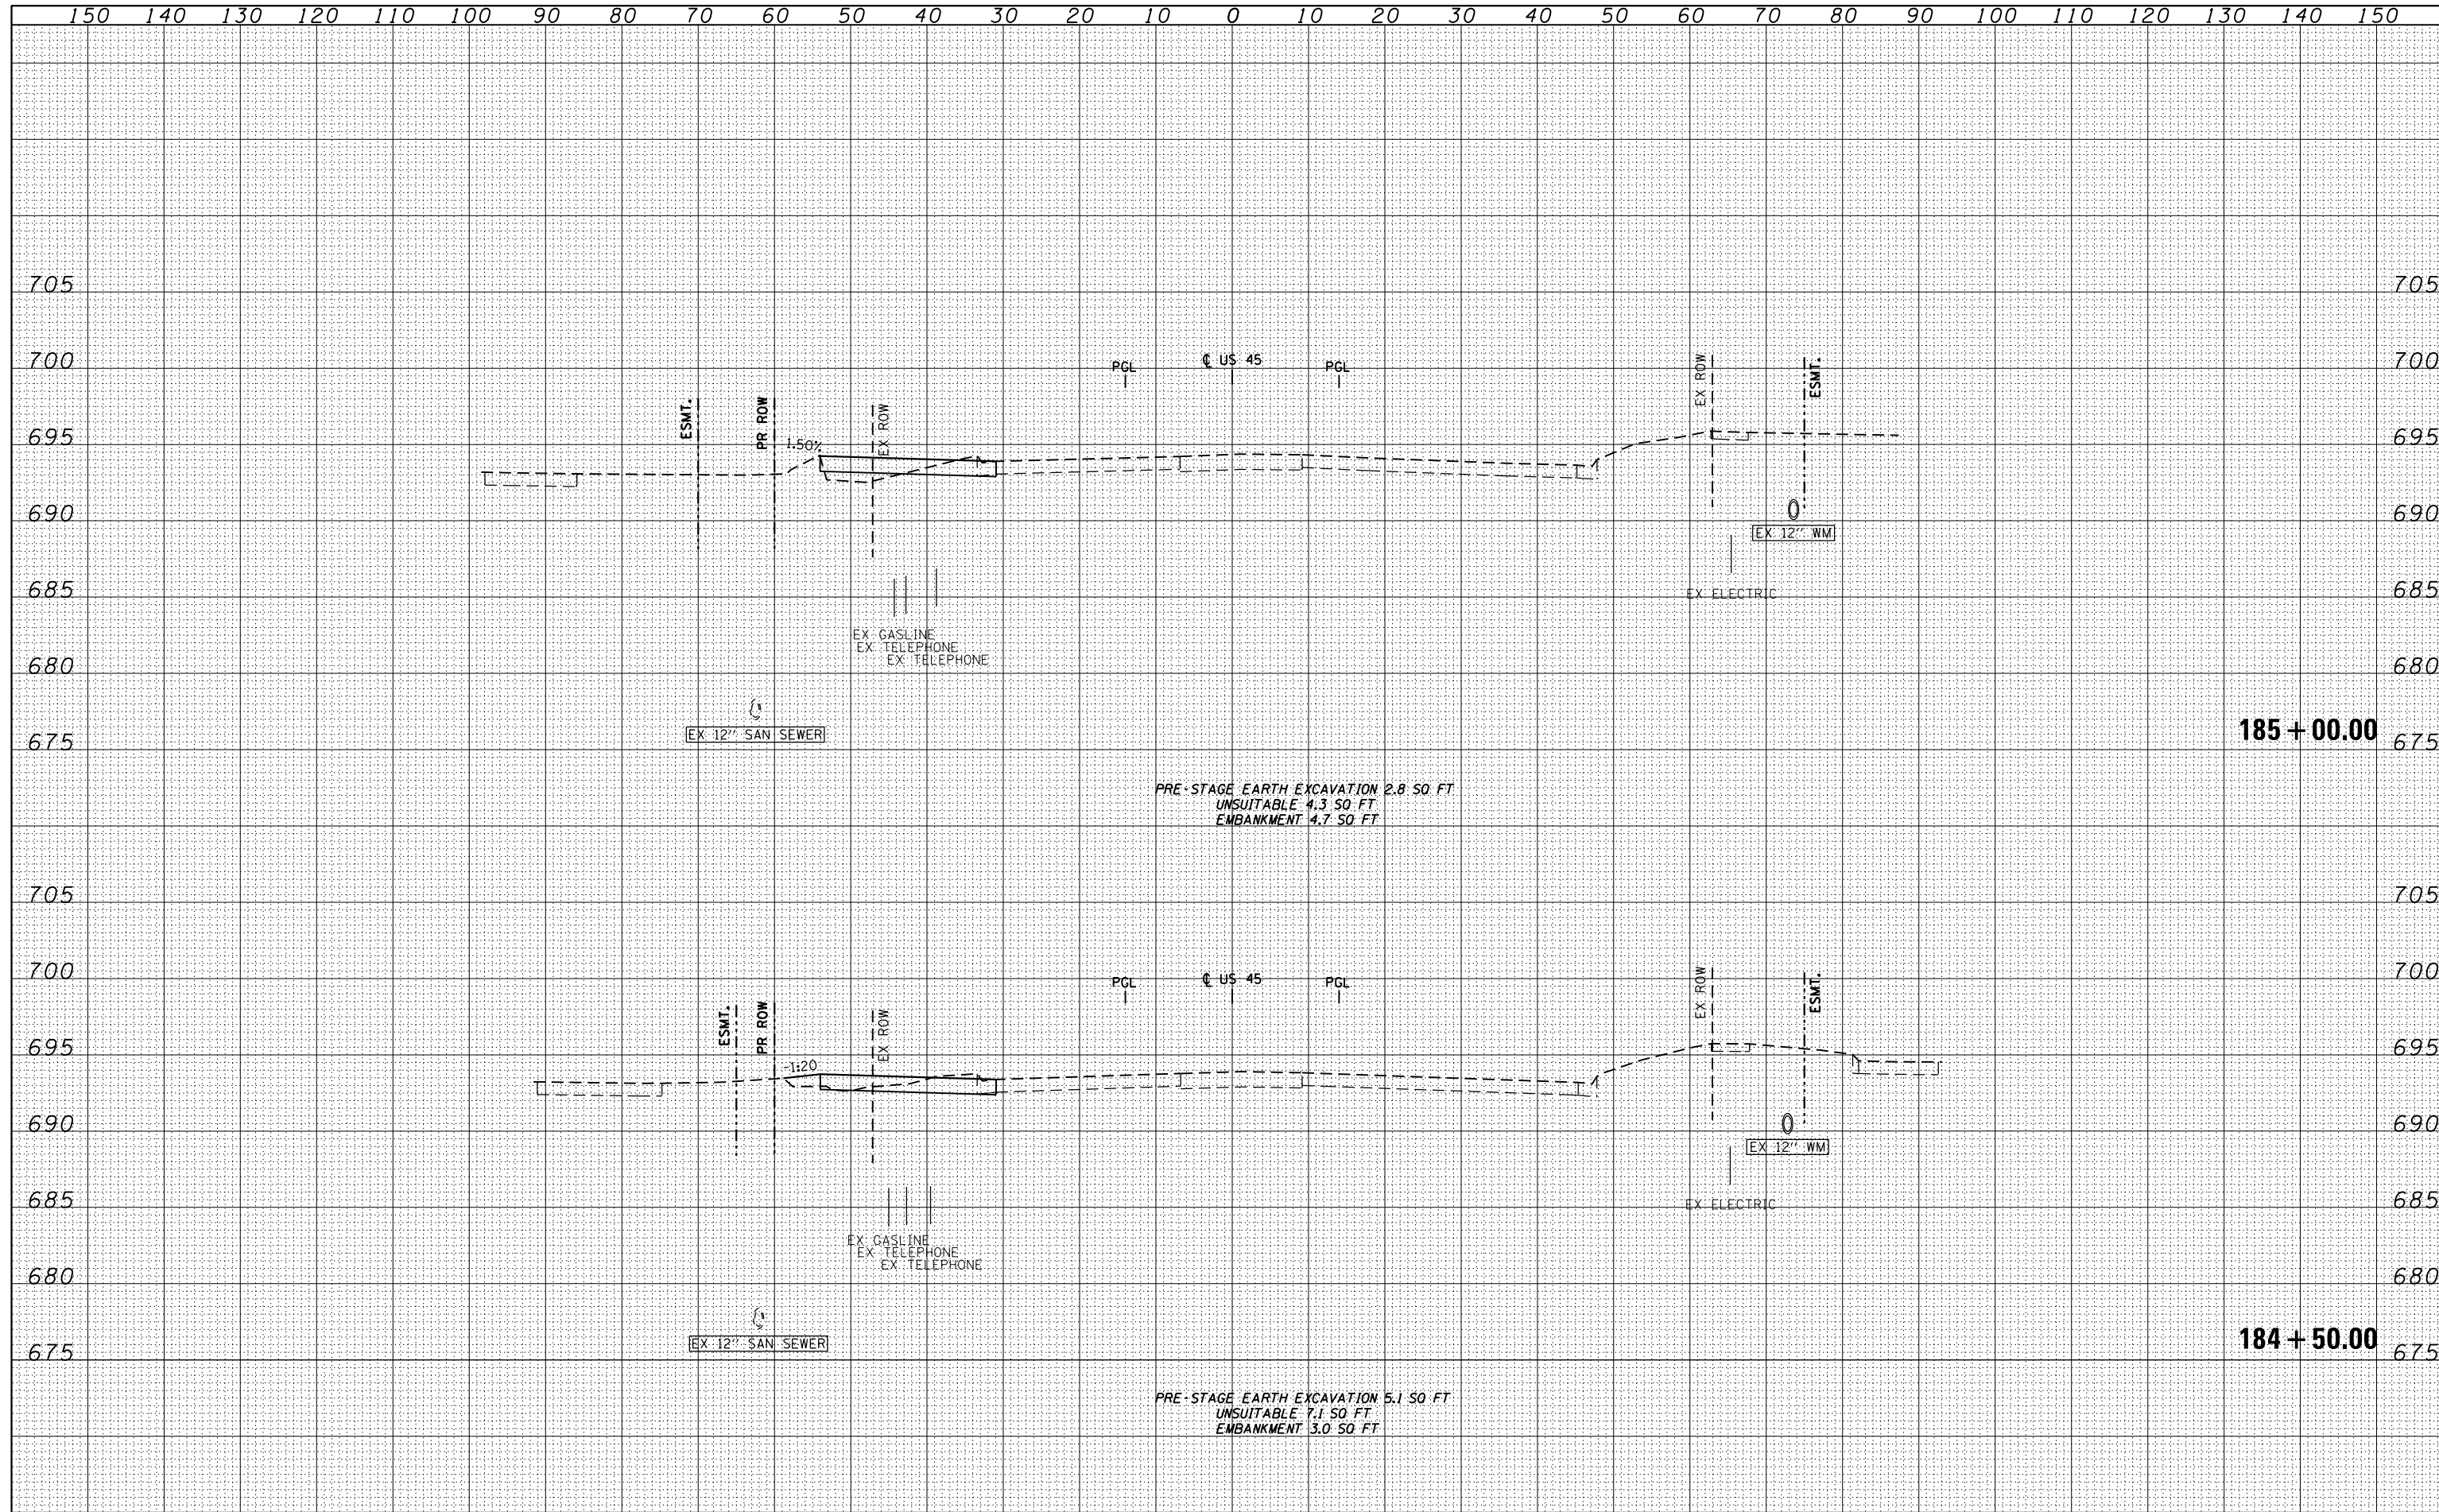 150 140 130 120 110 100 90 80 70 60 50 40 30 20 10 0 10 20 30 40 50 60 70 80 90 100 110 120 130 140 150
705 705
700 700
PGL
℄ US 45
PGL
EX ROW
ESMT.
ESMT.
PR ROW
EX ROW
695 695
1.50%
690 690
EX 12" WM
685 685
EX ELECTRIC
EX GASLINE
EX TELEPHONE
EX TELEPHONE
680 680
EX 12" SAN SEWER
185+00.00
675 675
PRE-STAGE EARTH EXCAVATION 2.8 SQ FT
UNSUITABLE 4.3 SQ FT
EMBANKMENT 4.7 SQ FT
705 705
700 700
PGL
℄ US 45
PGL
EX ROW
ESMT.
ESMT.
PR ROW
EX ROW
695 695
-1:20
690 690
EX 12" WM
685 685
EX ELECTRIC
EX GASLINE
EX TELEPHONE
EX TELEPHONE
680 680
EX 12" SAN SEWER
184+50.00
675 675
PRE-STAGE EARTH EXCAVATION 5.1 SQ FT
UNSUITABLE 7.1 SQ FT
EMBANKMENT 3.0 SQ FT